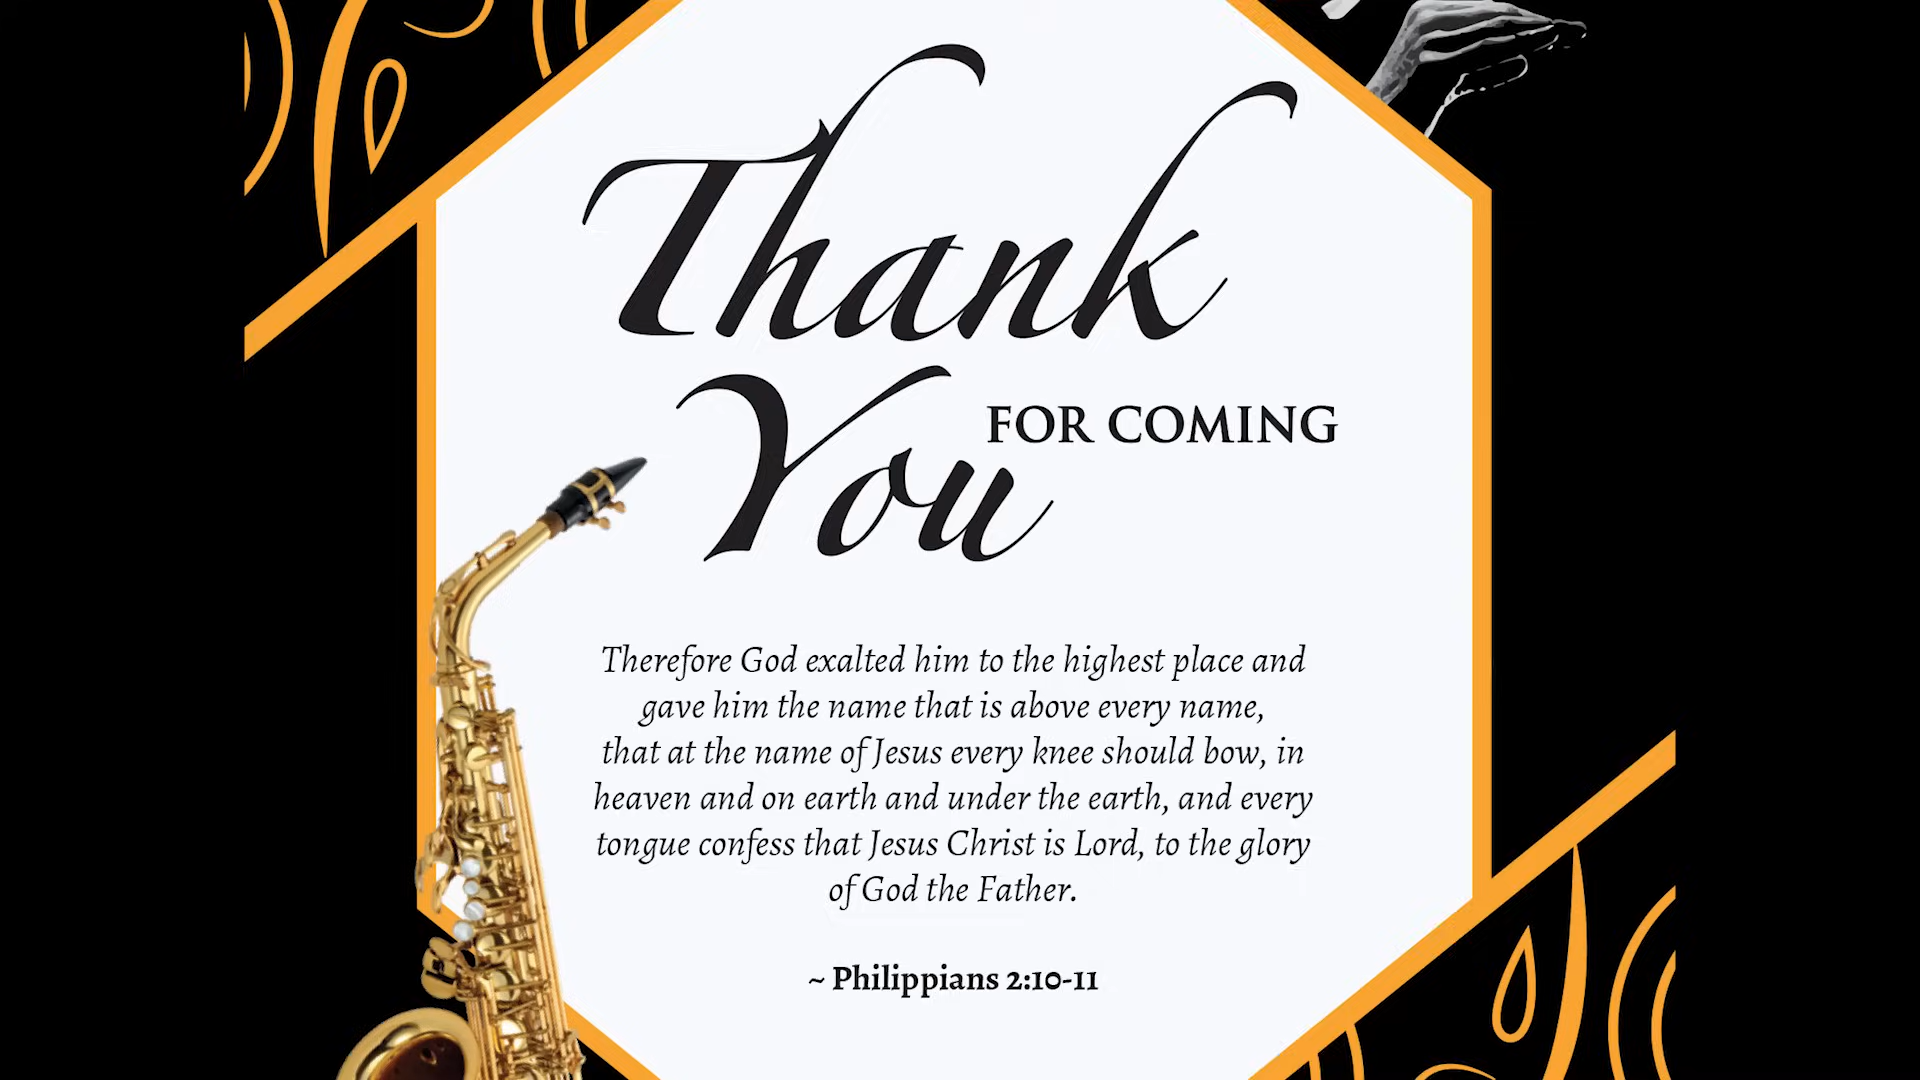 Thank
You
FOR COMING
Therefore God exalted him to the highest place and
gave him the name that is above every name,
that at the name of Jesus every knee should bow, in
heaven and on earth and under the earth, and every
tongue confess that Jesus Christ is Lord, to the glory
of God the Father.
~ Philippians 2:10-11